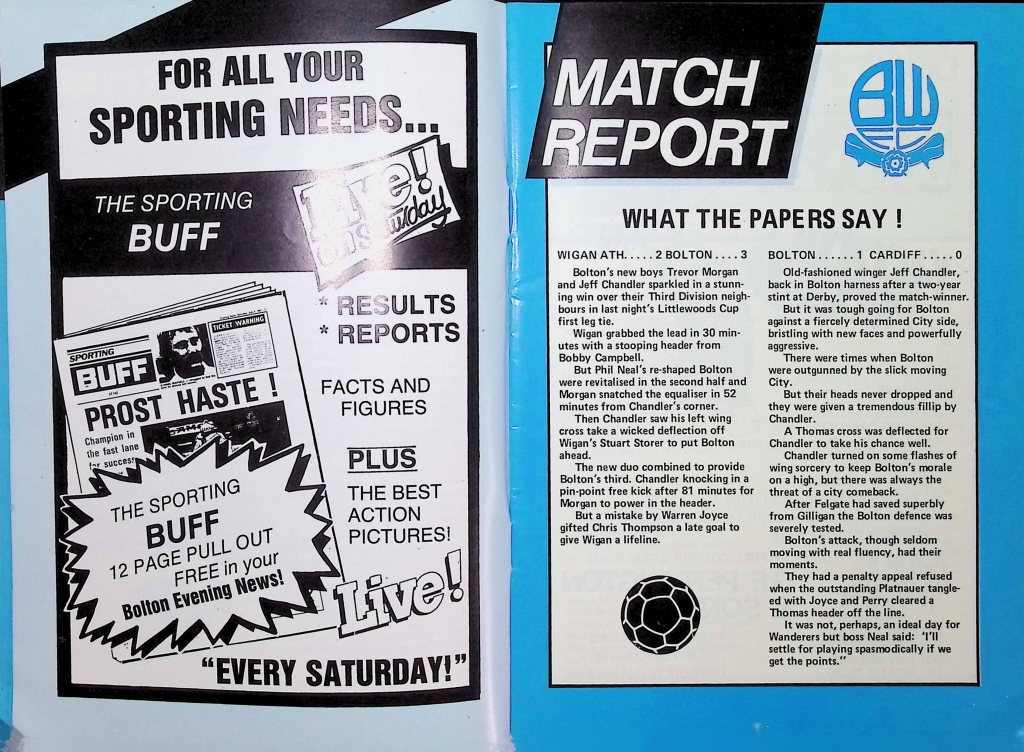 FOR ALL YOUR
SPORTING NEEDS...
Live!
on Saturday
THE SPORTING
BUFF
* RESULTS
* REPORTS
TICKET WARNING
SPORTING
BUFF
PROST HASTE !
Champion in
the fast lane
for success
FACTS AND
FIGURES
PLUS
THE BEST
ACTION
PICTURES!
THE SPORTING
BUFF
12 PAGE PULL OUT
FREE in your
Bolton Evening News!
Live!
"EVERY SATURDAY!"
MATCH
REPORT
BW
WHAT THE PAPERS SAY !
WIGAN ATH.....2 BOLTON....3
Bolton's new boys Trevor Morgan
and Jeff Chandler sparkled in a stunn-
ing win over their Third Division neigh-
bours in last night's Littlewoods Cup
first leg tie.
Wigan grabbed the lead in 30 min-
utes with a stooping header from
Bobby Campbell.
But Phil Neal's re-shaped Bolton
were revitalised in the second half and
Morgan snatched the equaliser in 52
minutes from Chandler's corner.
Then Chandler saw his left wing
cross take a wicked deflection off
Wigan's Stuart Storer to put Bolton
ahead.
The new duo combined to provide
Bolton's third. Chandler knocking in a
pin-point free kick after 81 minutes for
Morgan to power in the header.
But a mistake by Warren Joyce
gifted Chris Thompson a late goal to
give Wigan a lifeline.
BOLTON......1 CARDIFF.....0
Old-fashioned winger Jeff Chandler,
back in Bolton harness after a two-year
stint at Derby, proved the match-winner.
But it was tough going for Bolton
against a fiercely determined City side,
bristling with new faces and powerfully
aggressive.
There were times when Bolton
were outgunned by the slick moving
City.
But their heads never dropped and
they were given a tremendous fillip by
Chandler.
A Thomas cross was deflected for
Chandler to take his chance well.
Chandler turned on some flashes of
wing sorcery to keep Bolton's morale
on a high, but there was always the
threat of a city comeback.
After Felgate had saved superbly
from Gilligan the Bolton defence was
severely tested.
Bolton's attack, though seldom
moving with real fluency, had their
moments.
They had a penalty appeal refused
when the outstanding Platnauer tangle-
ed with Joyce and Perry cleared a
Thomas header off the line.
It was not, perhaps, an ideal day for
Wanderers but boss Neal said: 'I'll
settle for playing spasmodically if we
get the points."